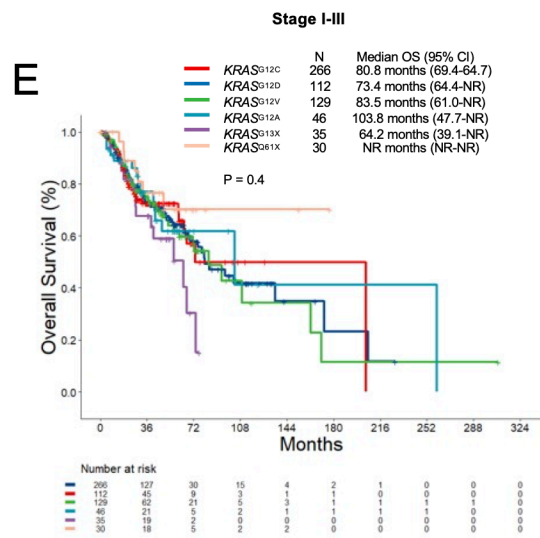 Stage I-III
E
N Median OS (95% CI)
KRASG12C 266 80.8 months (69.4-64.7)
KRASG12D 112 73.4 months (64.4-NR)
KRASG12V 129 83.5 months (61.0-NR)
KRASG12A 46 103.8 months (47.7-NR)
KRASG13X 35 64.2 months (39.1-NR)
KRASQ61X 30 NR months (NR-NR)
P = 0.4
Overall Survival (%)
1.0
0.8
0.6
0.4
0.2
0.0
0 36 72 108 144 180 216 252 288 324
Months
Number at risk
266 127 30 15 4 2 1 0 0 0
112 45 9 3 1 1 0 0 0 0
129 62 21 5 3 1 1 1 1 0
46 21 5 2 1 1 1 1 0 0
35 19 2 0 0 0 0 0 0 0
30 18 5 2 2 0 0 0 0 0